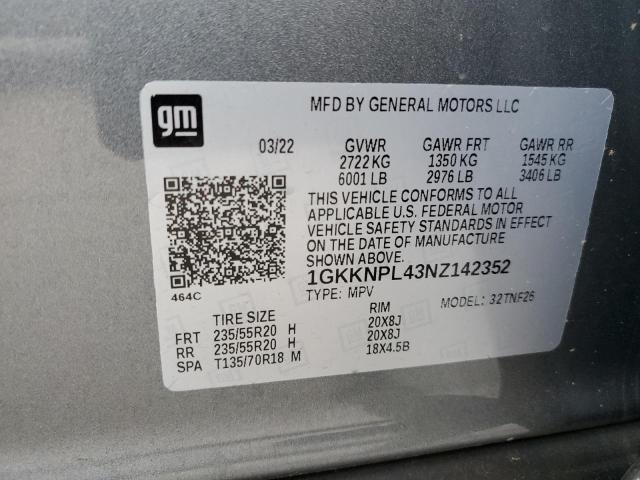 gm
MFD BY GENERAL MOTORS LLC
03/22 GVWR GAWR FRT GAWR RR
2722 KG 1350 KG 1545 KG
6001 LB 2976 LB 3406 LB
THIS VEHICLE CONFORMS TO ALL
APPLICABLE U.S. FEDERAL MOTOR
VEHICLE SAFETY STANDARDS IN EFFECT
ON THE DATE OF MANUFACTURE
SHOWN ABOVE.
464C
1GKKNPL43NZ142352
TYPE: MPV MODEL: 32TNF26
TIRE SIZE RIM
FRT 235/55R20 H 20X8J
RR 235/55R20 H 20X8J
SPA T135/70R18 M 18X4.5B